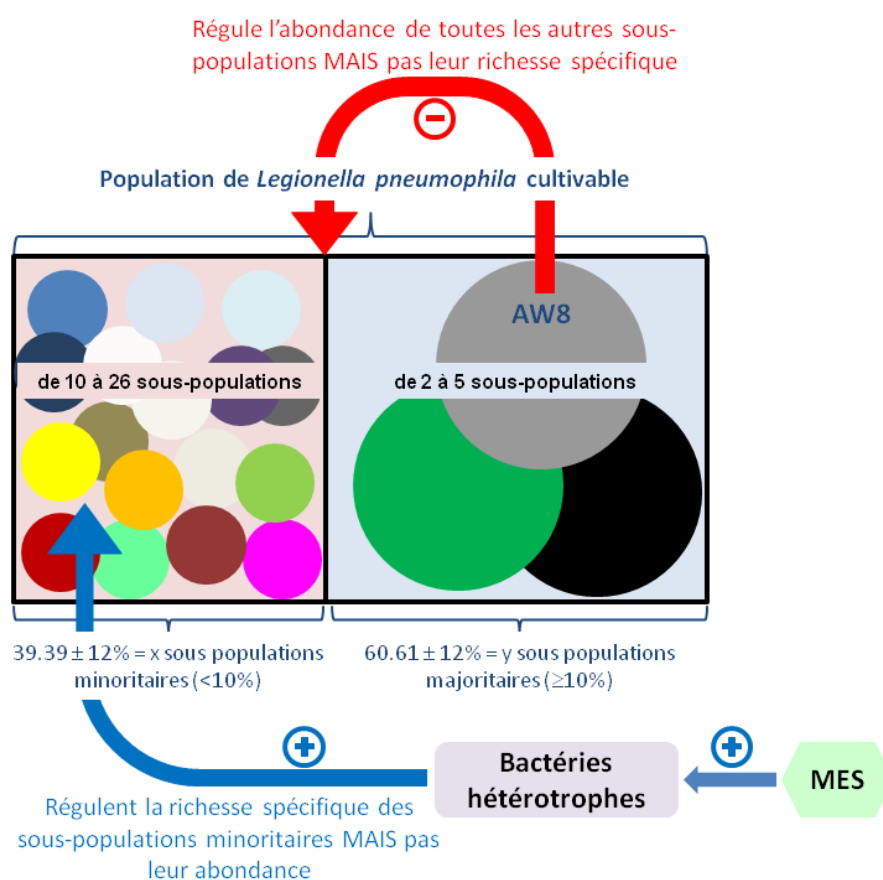 Régule l’abondance de toutes les autres sous-
populations MAIS pas leur richesse spécifique
Population de Legionella pneumophila cultivable
AW8
de 10 à 26 sous-populations
de 2 à 5 sous-populations
39.39 ± 12% = x sous populations
minoritaires (<10%)
60.61 ± 12% = y sous populations
majoritaires (≥10%)
Bactéries
hétérotrophes
MES
Régulent la richesse spécifique des
sous-populations minoritaires MAIS pas
leur abondance